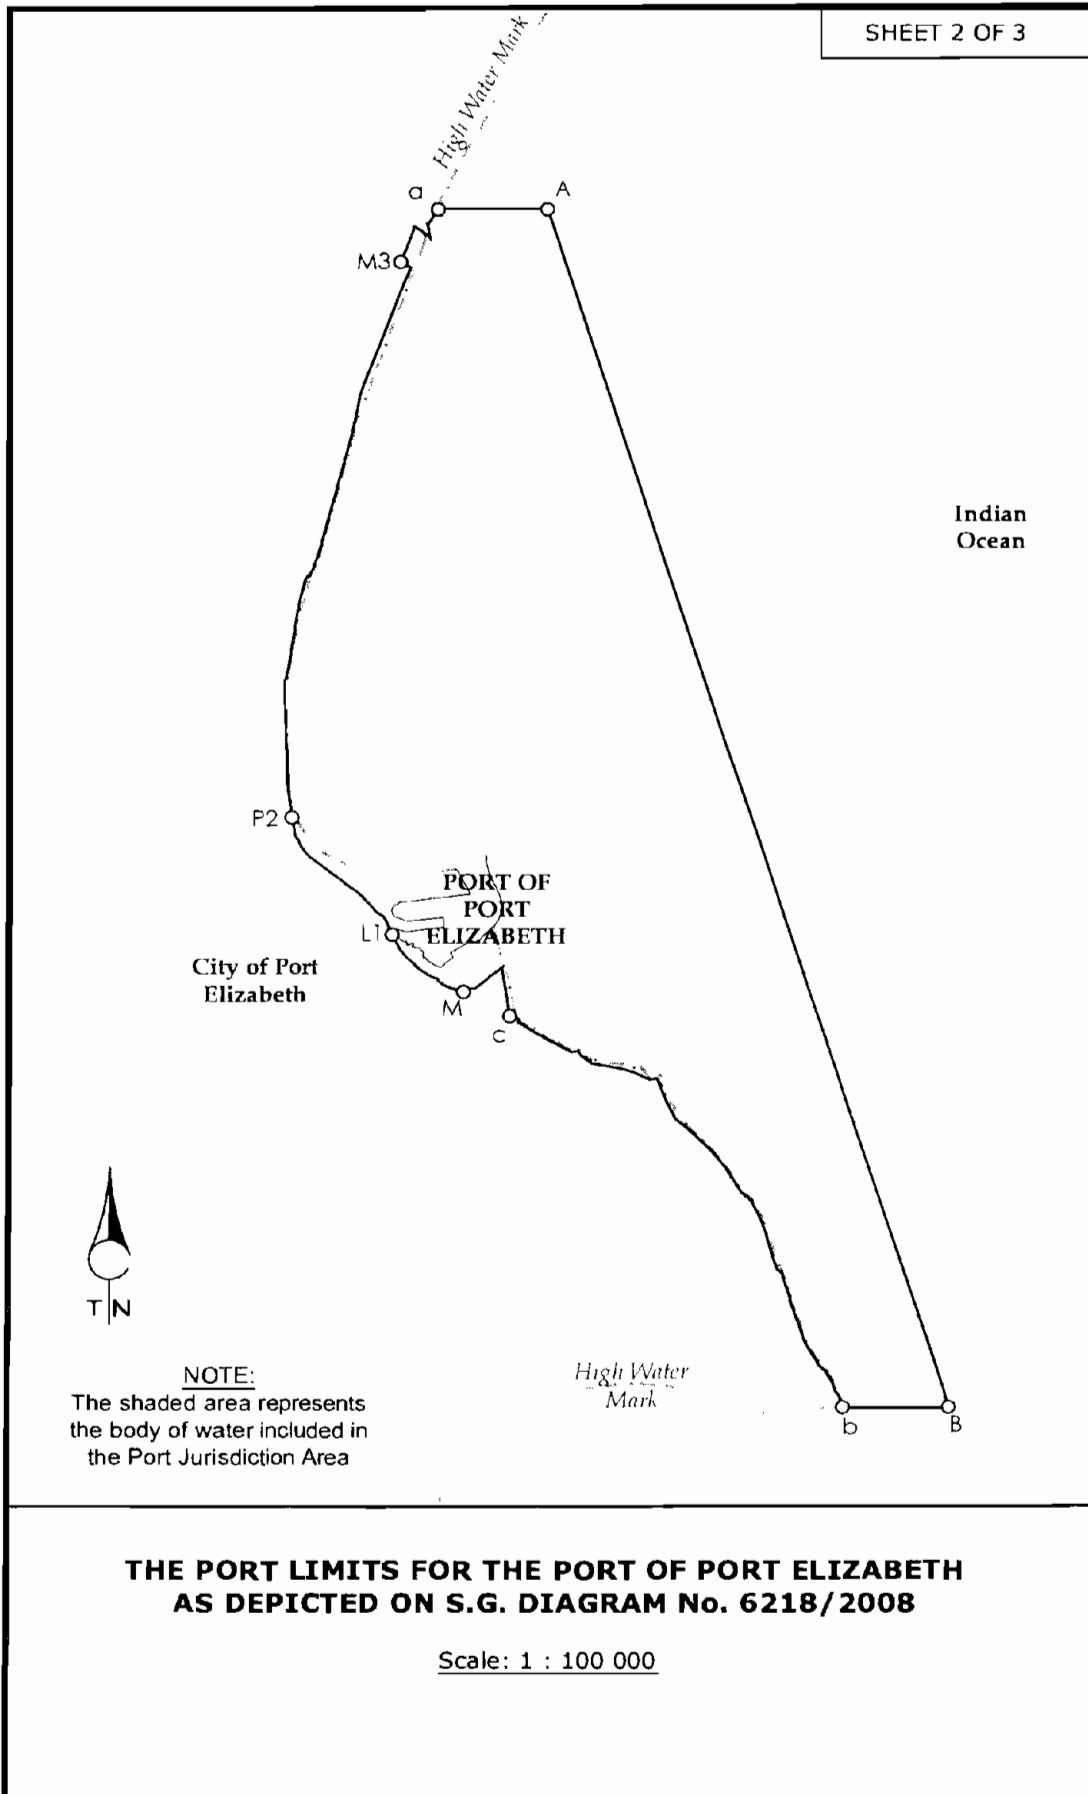 SHEET 2 OF 3
High Water Mark
a
A
M3
Indian
Ocean
P2
PORT OF
PORT
ELIZABETH
L1
City of Port
Elizabeth
M
c
T N
NOTE:
The shaded area represents
the body of water included in
the Port Jurisdiction Area
High Water
Mark
b
B
THE PORT LIMITS FOR THE PORT OF PORT ELIZABETH
AS DEPICTED ON S.G. DIAGRAM No. 6218/2008
Scale: 1 : 100 000